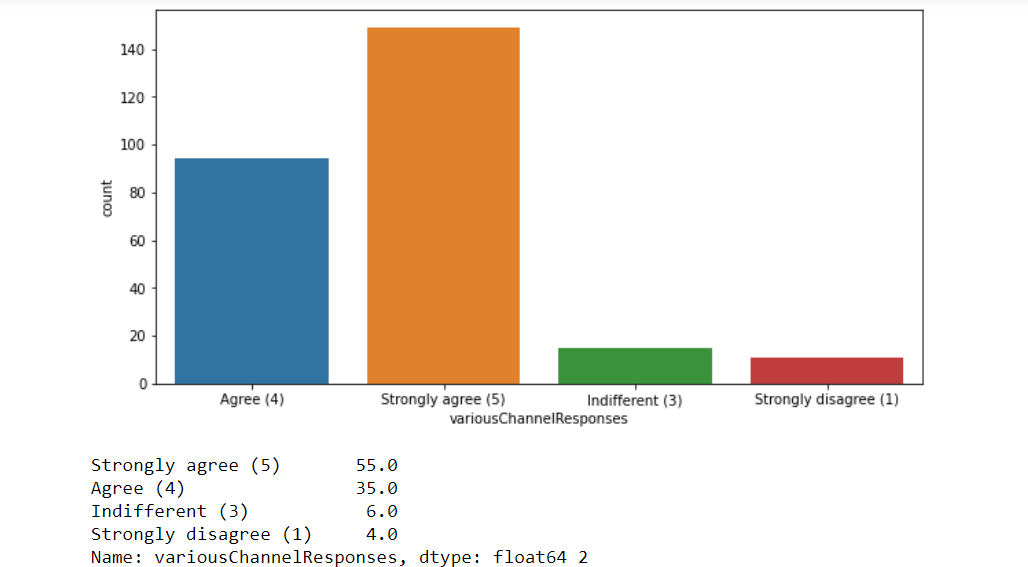 140
120
100
80
60
40
20
0
count
Agree (4) Strongly agree (5) Indifferent (3) Strongly disagree (1)
variousChannelResponses
Strongly agree (5) 55.0
Agree (4) 35.0
Indifferent (3) 6.0
Strongly disagree (1) 4.0
Name: variousChannelResponses, dtype: float64 2